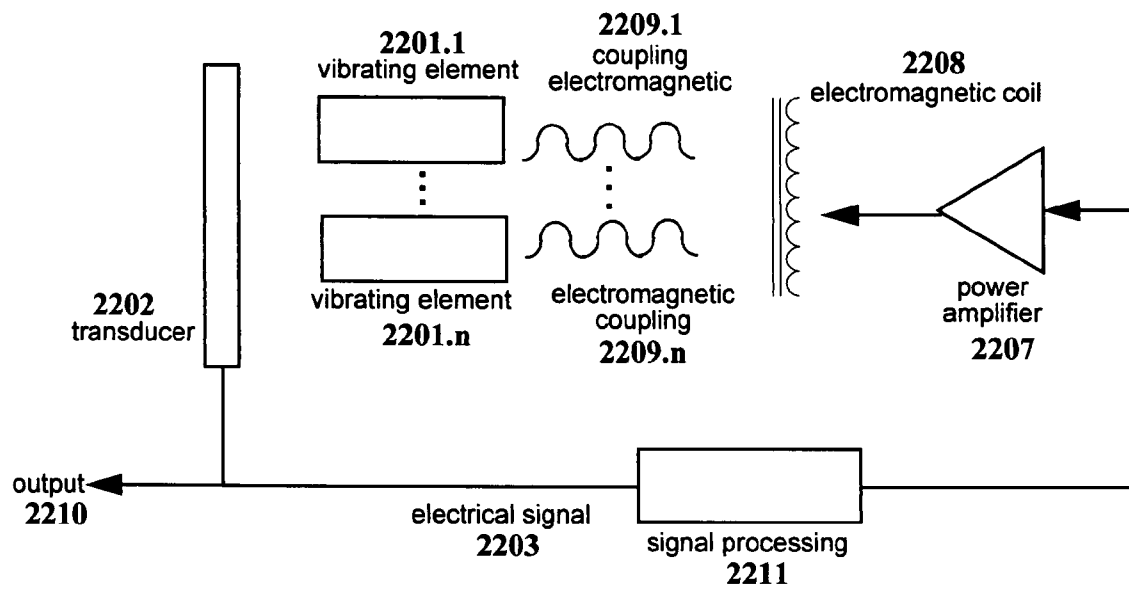 2201.1
vibrating element
2209.1
coupling
electromagnetic
2208
electromagnetic coil
2202
transducer
vibrating element
2201.n
electromagnetic
coupling
2209.n
power
amplifier
2207
output
2210
electrical signal
2203
signal processing
2211